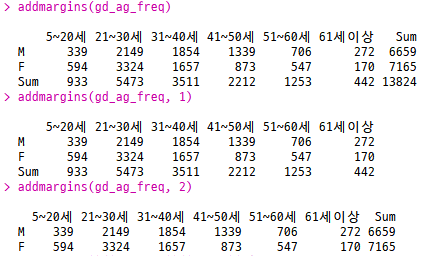 > addmargins(gd_ag_freq)
5~20세 21~30세 31~40세 41~50세 51~60세 61세이상 Sum
M 339 2149 1854 1339 706 272 6659
F 594 3324 1657 873 547 170 7165
Sum 933 5473 3511 2212 1253 442 13824
> addmargins(gd_ag_freq, 1)
5~20세 21~30세 31~40세 41~50세 51~60세 61세이상
M 339 2149 1854 1339 706 272
F 594 3324 1657 873 547 170
Sum 933 5473 3511 2212 1253 442
> addmargins(gd_ag_freq, 2)
5~20세 21~30세 31~40세 41~50세 51~60세 61세이상 Sum
M 339 2149 1854 1339 706 272 6659
F 594 3324 1657 873 547 170 7165